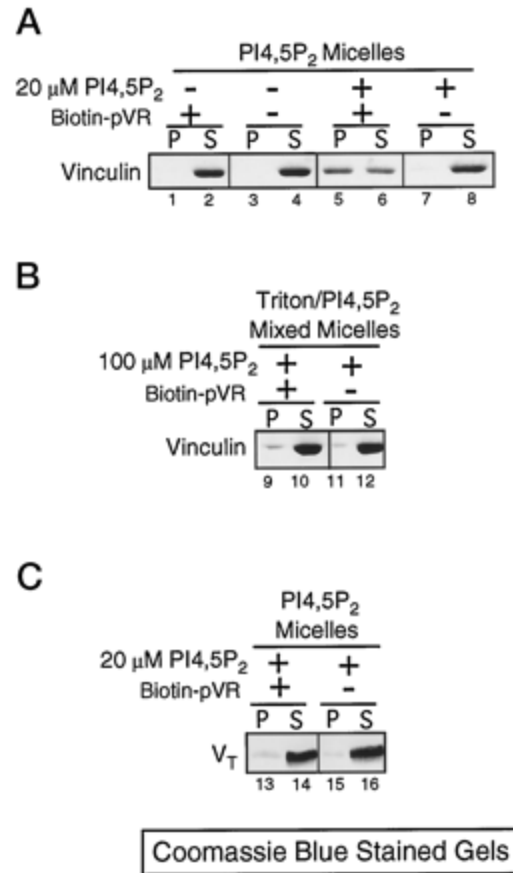 A
PI4,5P₂ Micelles
20 μM PI4,5P₂ - - + +
Biotin-pVR + - + -
P S P S P S P S
Vinculin
1 2 3 4 5 6 7 8
B
Triton/PI4,5P₂
Mixed Micelles
100 μM PI4,5P₂ + +
Biotin-pVR + -
P S P S
Vinculin
9 10 11 12
C
PI4,5P₂
Micelles
20 μM PI4,5P₂ + +
Biotin-pVR + -
P S P S
V_T
13 14 15 16
Coomassie Blue Stained Gels